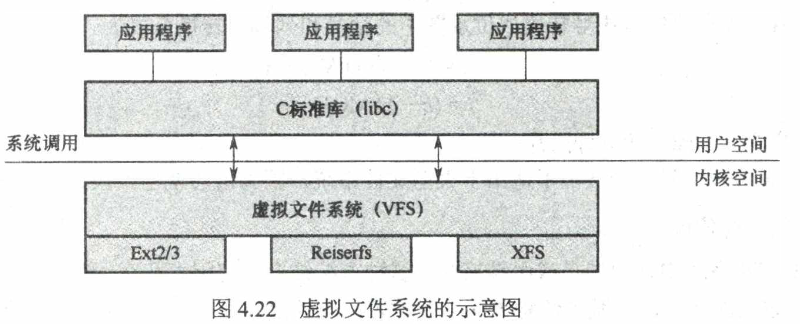 应用程序 应用程序 应用程序
C标准库（libc）
系统调用 用户空间
内核空间
虚拟文件系统（VFS）
Ext2/3 Reiserfs XFS
图 4.22 虚拟文件系统的示意图